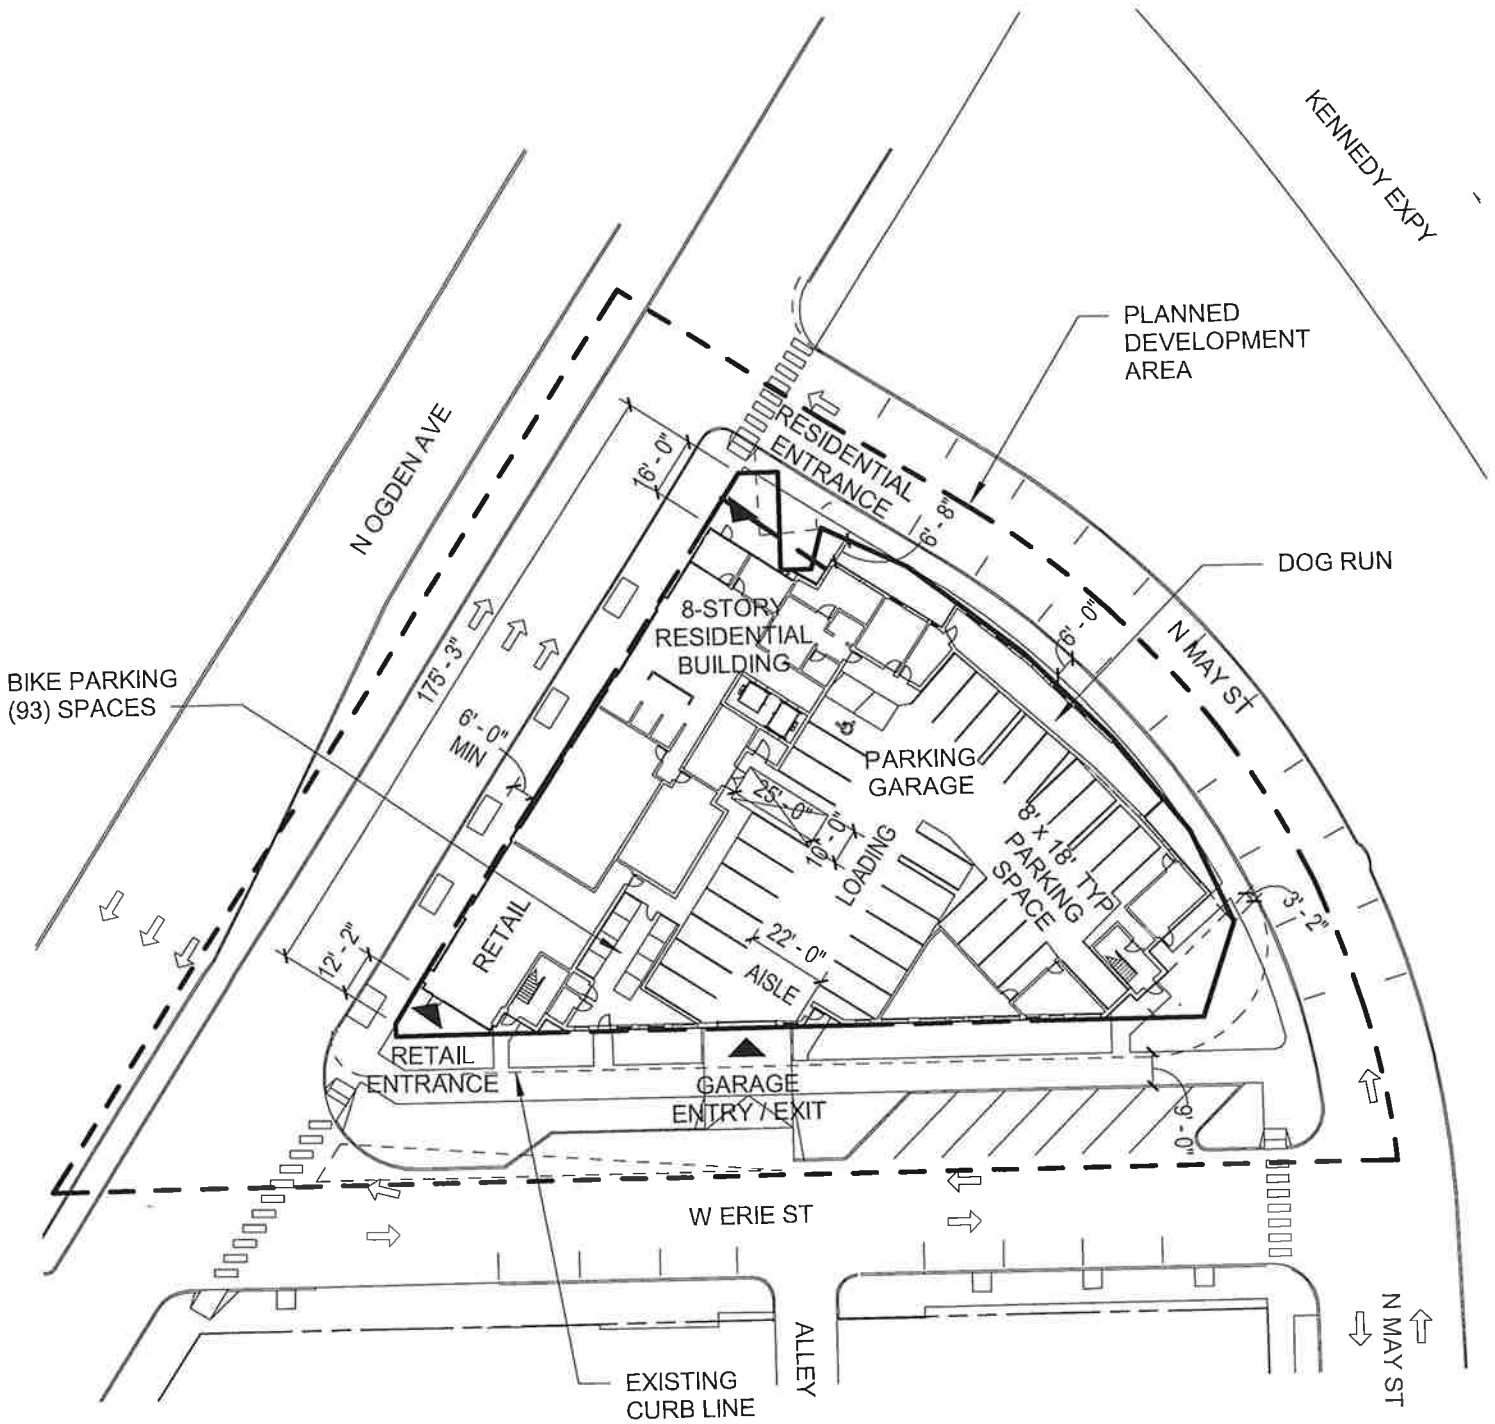 KENNEDY EXPY
PLANNED
DEVELOPMENT
AREA
N OGDEN AVE
RESIDENTIAL
ENTRANCE
16' - 0"
6' - 8"
DOG RUN
6' - 0"
N MAY ST
8-STORY
RESIDENTIAL
BUILDING
175' - 3"
BIKE PARKING
(93) SPACES
6' - 0"
MIN
PARKING
GARAGE
25' - 0"
10' - 0"
LOADING
8' X 18' TYP
PARKING
SPACE
3' - 2"
RETAIL
22' - 0"
AISLE
12' - 2"
RETAIL
ENTRANCE
GARAGE
ENTRY / EXIT
9' - 0"
W ERIE ST
N MAY ST
ALLEY
EXISTING
CURB LINE